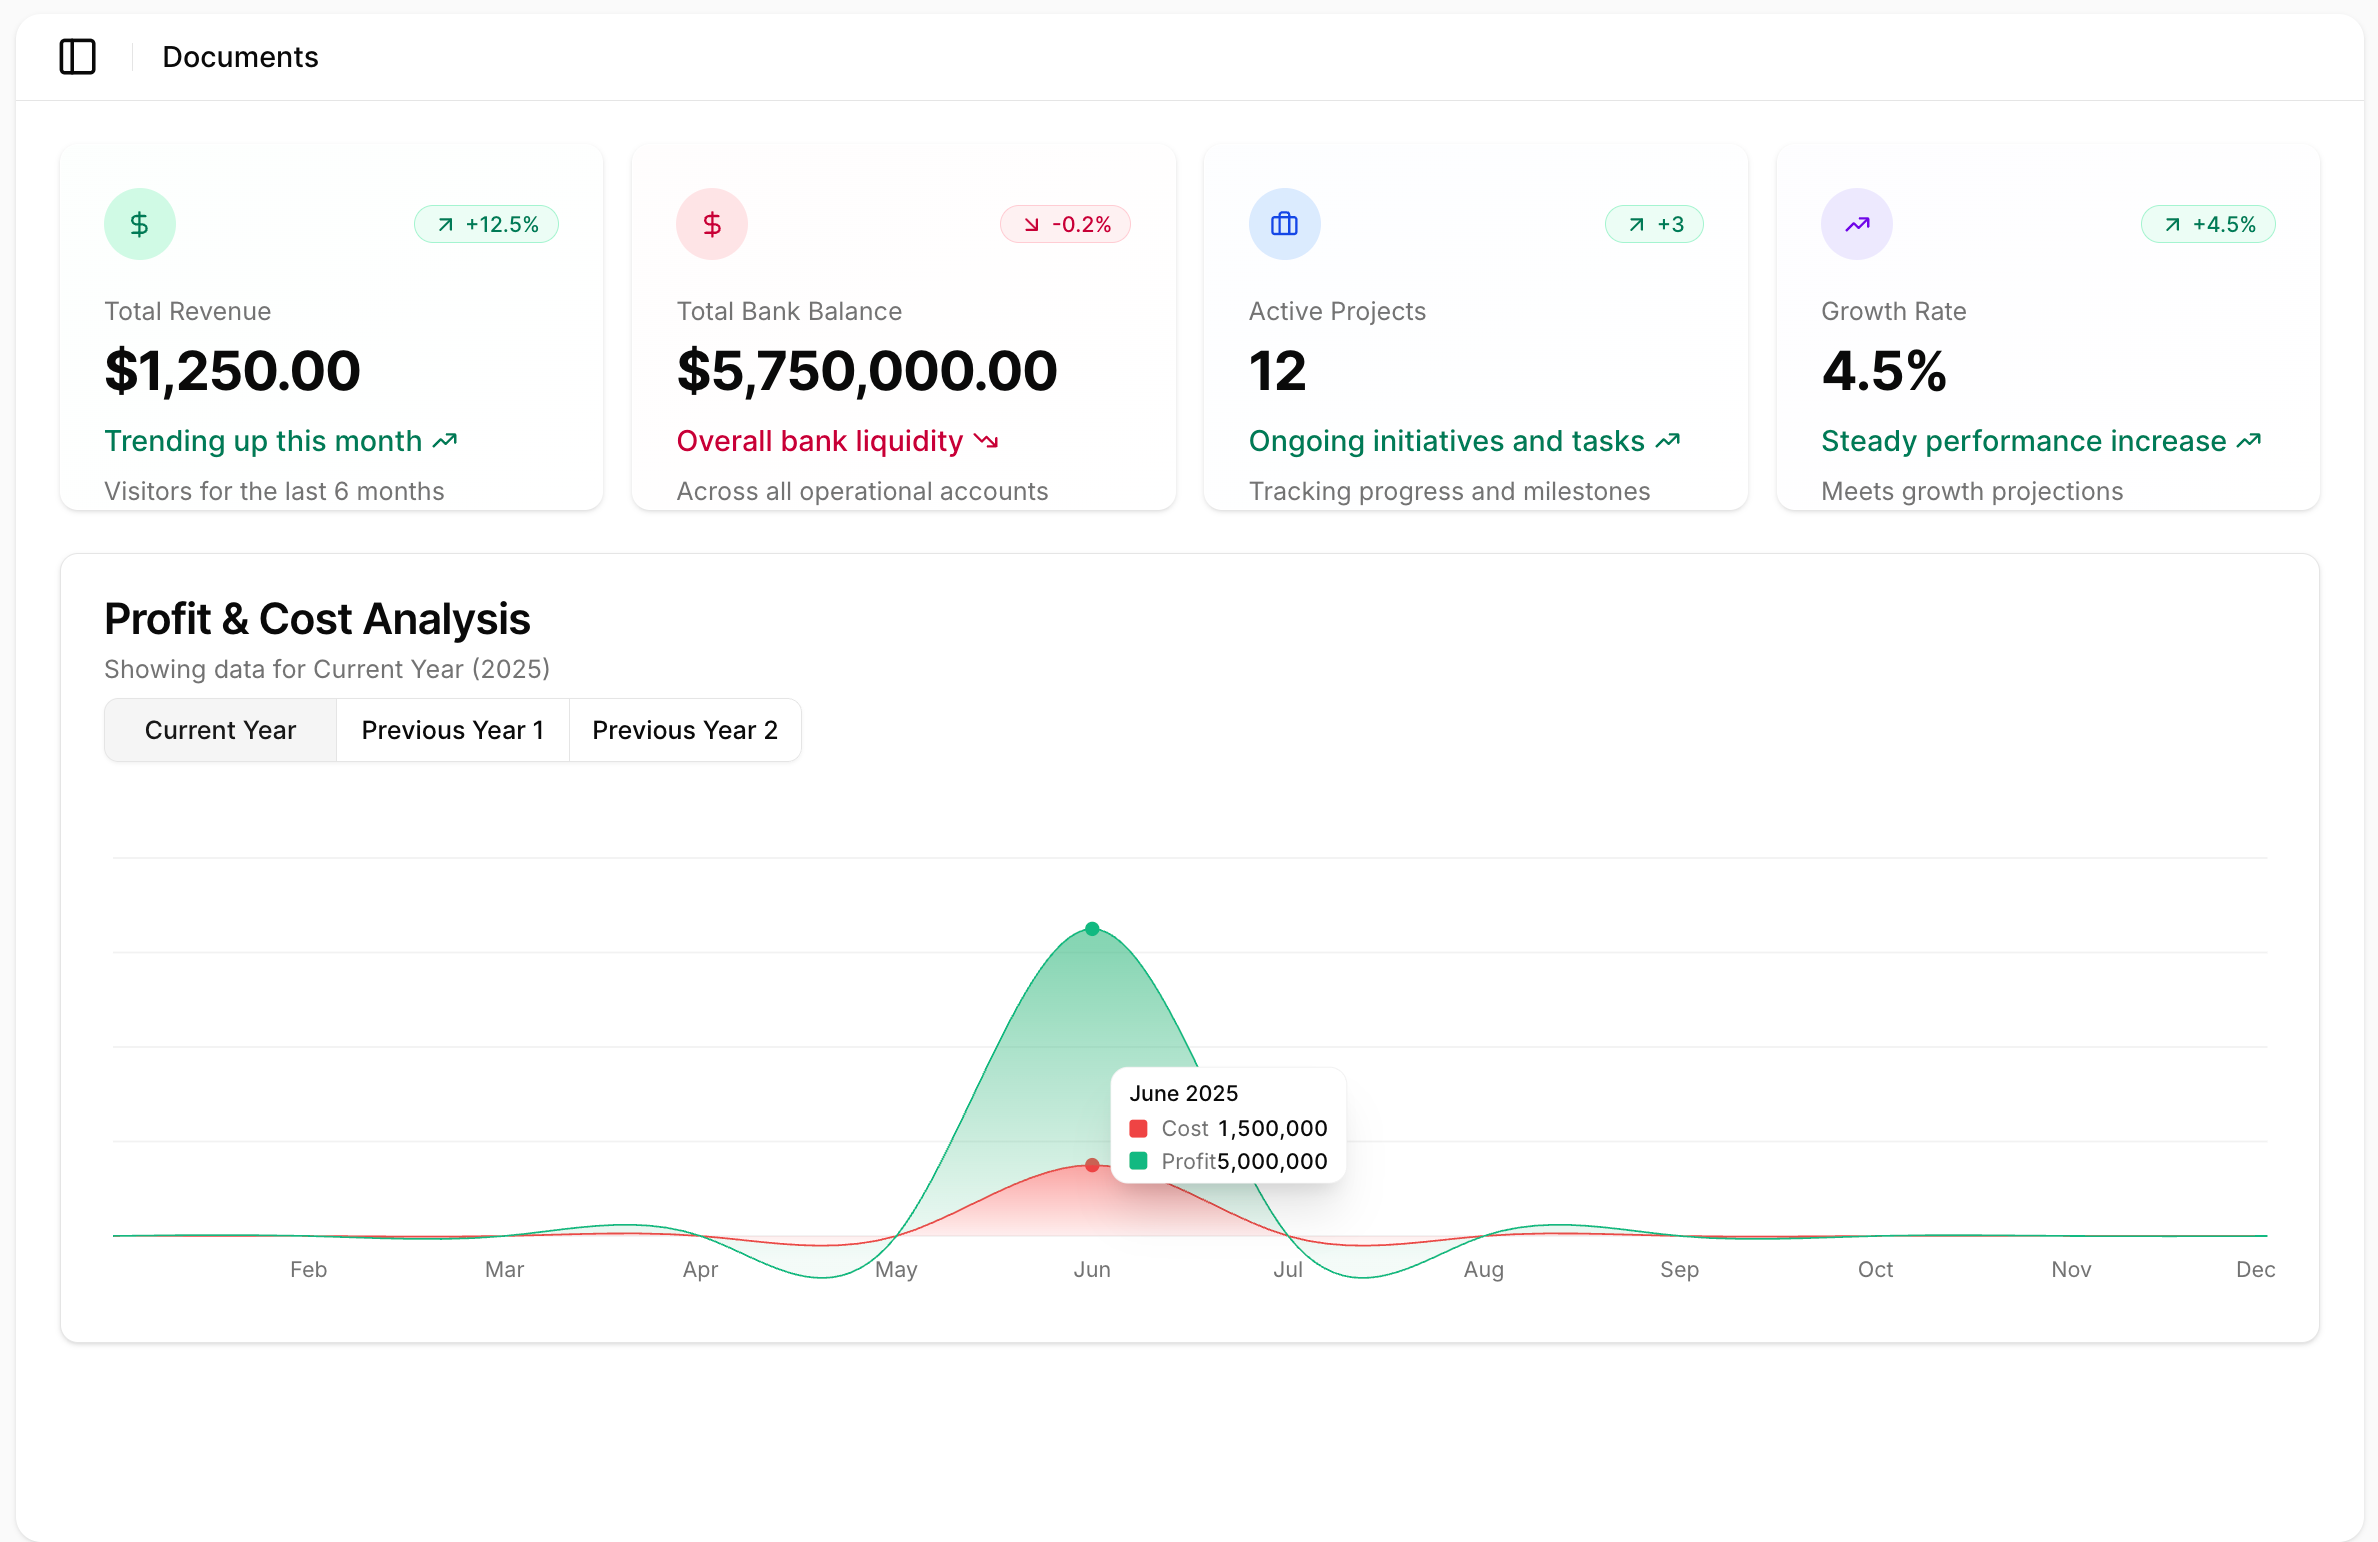 Documents
+12.5%
Total Revenue
$1,250.00
Trending up this month
Visitors for the last 6 months
-0.2%
Total Bank Balance
$5,750,000.00
Overall bank liquidity
Across all operational accounts
+3
Active Projects
12
Ongoing initiatives and tasks
Tracking progress and milestones
+4.5%
Growth Rate
4.5%
Steady performance increase
Meets growth projections
Profit & Cost Analysis
Showing data for Current Year (2025)
Current Year Previous Year 1 Previous Year 2
June 2025
Cost 1,500,000
Profit5,000,000
Feb Mar Apr May Jun Jul Aug Sep Oct Nov Dec